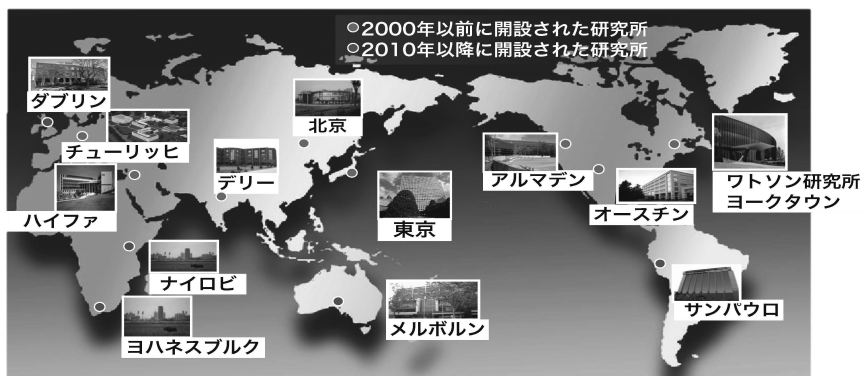 2000年以前に開設された研究所
2010年以降に開設された研究所
ダブリン
チューリッヒ
ハイファ
ナイロビ
ヨハネスブルク
北京
デリー
東京
メルボルン
アルマデン
オースチン
ワトソン研究所
ヨークタウン
サンパウロ